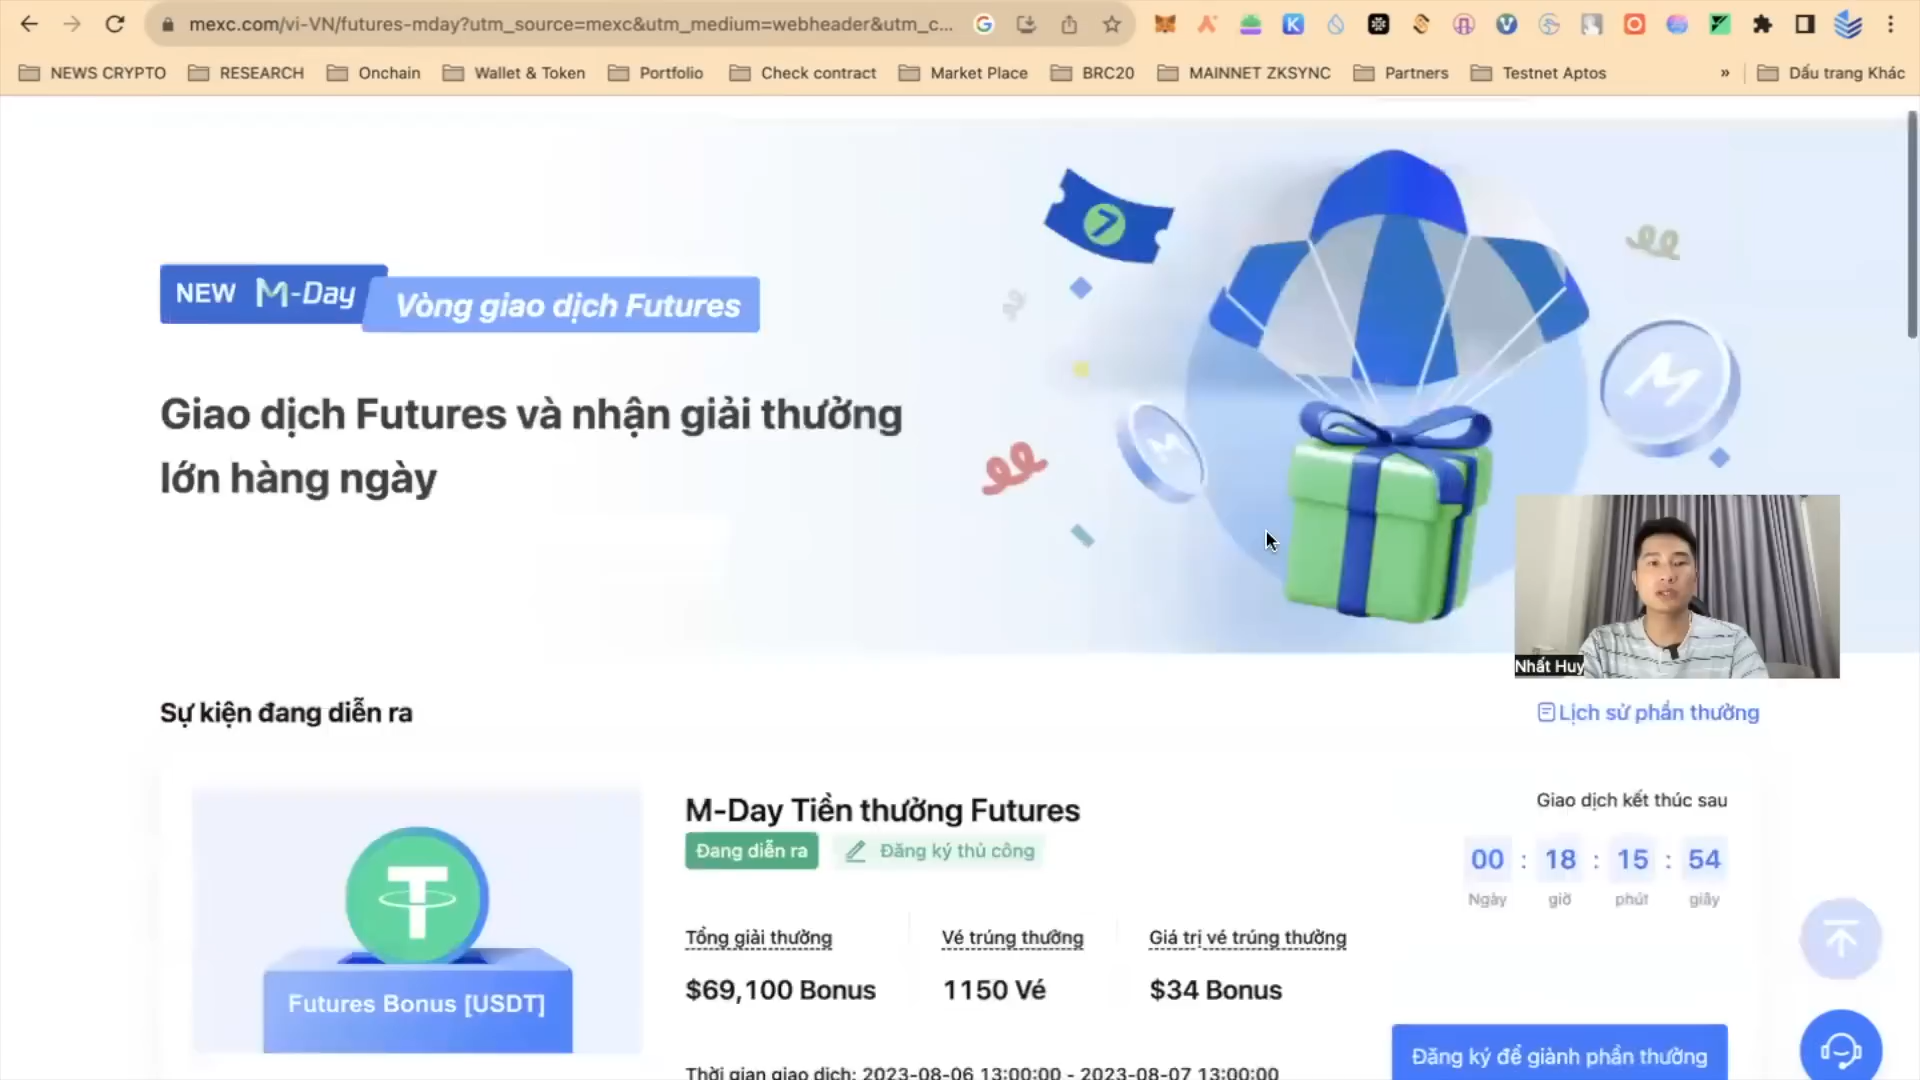 mexc.com/vi-VN/futures-mday?utm_source=mexc&utm_medium=webheader&utm_c...
NEWS CRYPTO
RESEARCH
Onchain
Wallet & Token
Portfolio
Check contract
Market Place
BRC20
MAINNET ZKSYNC
Partners
Testnet Aptos
»
Dấu trang Khác
NEW M-Day
Vòng giao dịch Futures
Giao dịch Futures và nhận giải thưởng
lớn hàng ngày
Nhất Huy
Sự kiện đang diễn ra
Lịch sử phần thưởng
M-Day Tiền thưởng Futures
Đang diễn ra
Đăng ký thủ công
Giao dịch kết thúc sau
00 : 18 : 15 : 54
Ngày giờ phút giây
Tổng giải thưởng
Vé trúng thưởng
Giá trị vé trúng thưởng
$69,100 Bonus
1150 Vé
$34 Bonus
Futures Bonus [USDT]
Đăng ký để giành phần thưởng
Thời gian giao dịch: 2023-08-06 13:00:00 - 2023-08-07 13:00:00